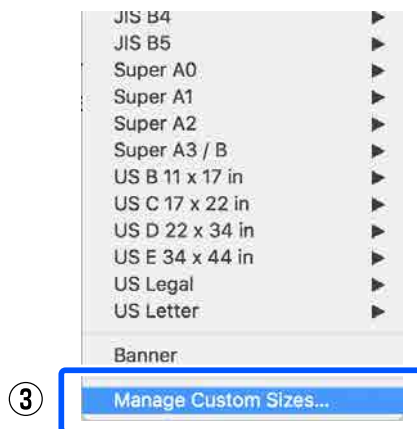 JIS B4
JIS B5
Super A0
Super A1
Super A2
Super A3 / B
US B 11 x 17 in
US C 17 x 22 in
US D 22 x 34 in
US E 34 x 44 in
US Legal
US Letter
Banner
③ Manage Custom Sizes...